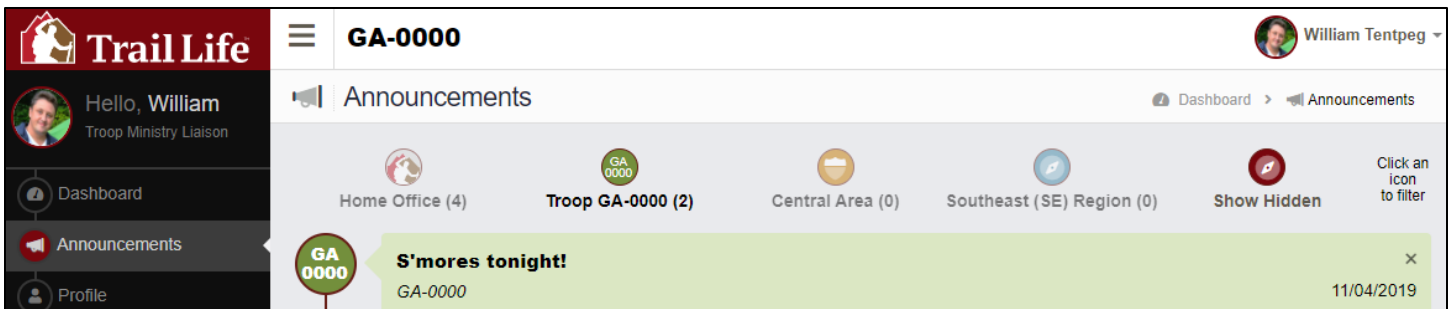 Trail Life
GA-0000
William Tentpeg
Hello, William
Troop Ministry Liaison
Announcements
Dashboard > Announcements
Home Office (4)
GA
0000
Troop GA-0000 (2)
Central Area (0)
Southeast (SE) Region (0)
Show Hidden
Click an
icon
to filter
Dashboard
Announcements
Profile
GA
0000
S'mores tonight!
×
GA-0000
11/04/2019